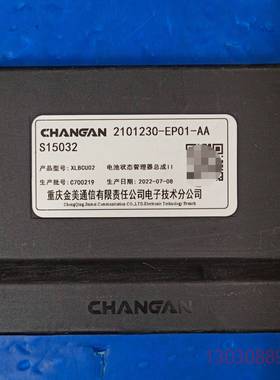 CHANGAN 2101230-EP01-AA
S15032
产品型号: XLBCU02 电池状态管理器总成II
生产批号: C700219 生产日期: 2022-07-08
重庆金美通信有限责任公司电子技术分公司
ChongQing Jinmei Communication CO.,LTD.Electronic Technology Branch
CHANGAN